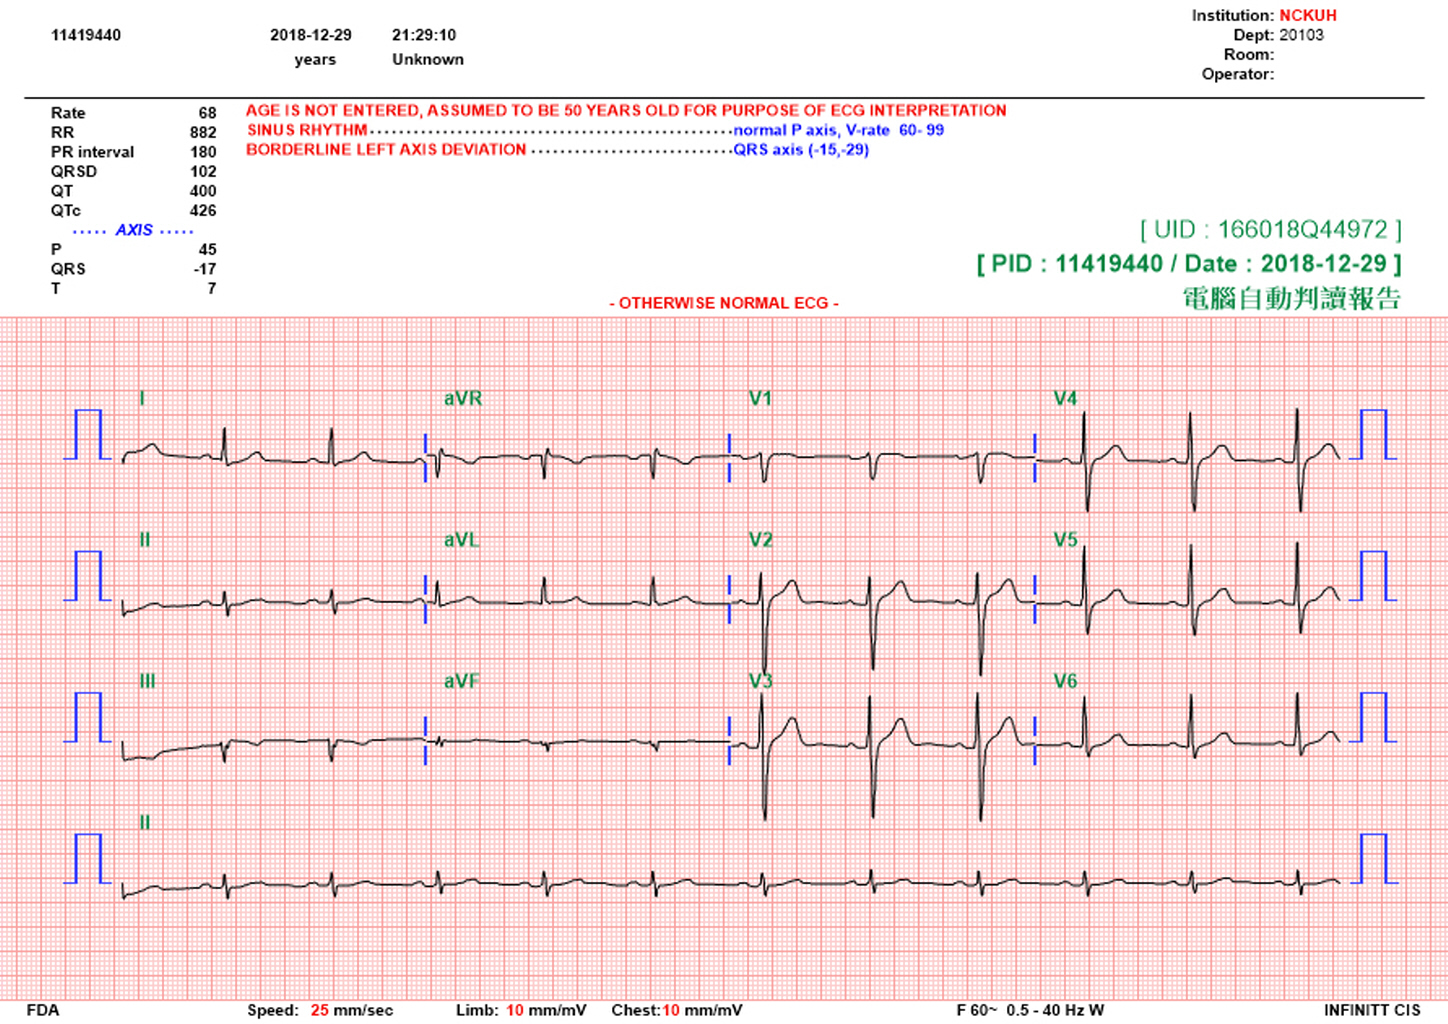 Institution: NCKUH
11419440 2018-12-29 21:29:10 Dept: 20103
years Unknown Room:
Operator:
Rate 68 AGE IS NOT ENTERED, ASSUMED TO BE 50 YEARS OLD FOR PURPOSE OF ECG INTERPRETATION
RR 882 SINUS RHYTHM normal P axis, V-rate 60- 99
PR interval 180 BORDERLINE LEFT AXIS DEVIATION QRS axis (-15,-29)
QRSD 102
QT 400
QTc 426
..... AXIS .....
P 45
QRS -17
T 7
[ UID : 166018Q44972 ]
[ PID : 11419440 / Date : 2018-12-29 ]
電腦自動判讀報告
- OTHERWISE NORMAL ECG -
I aVR V1 V4
II aVL V2 V5
III aVF V3 V6
II
FDA Speed: 25 mm/sec Limb: 10 mm/mV Chest:10 mm/mV F 60~ 0.5 - 40 Hz W INFINITT CIS